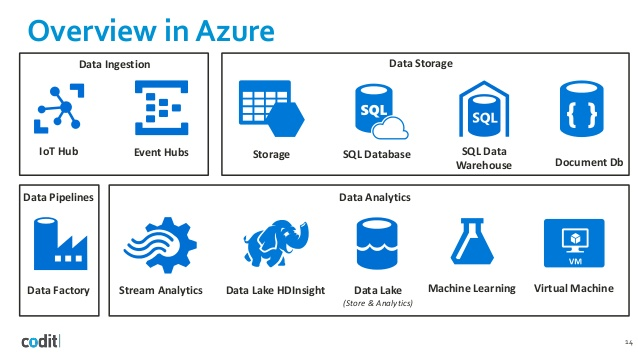 Overview in Azure
Data Ingestion
IoT Hub
Event Hubs
Data Storage
Storage
SQL
SQL Database
SQL
SQL Data
Warehouse
{ }
Document Db
Data Pipelines
Data Factory
Data Analytics
Stream Analytics
Data Lake HDInsight
Data Lake
(Store & Analytics)
Machine Learning
VM
Virtual Machine
codit
14